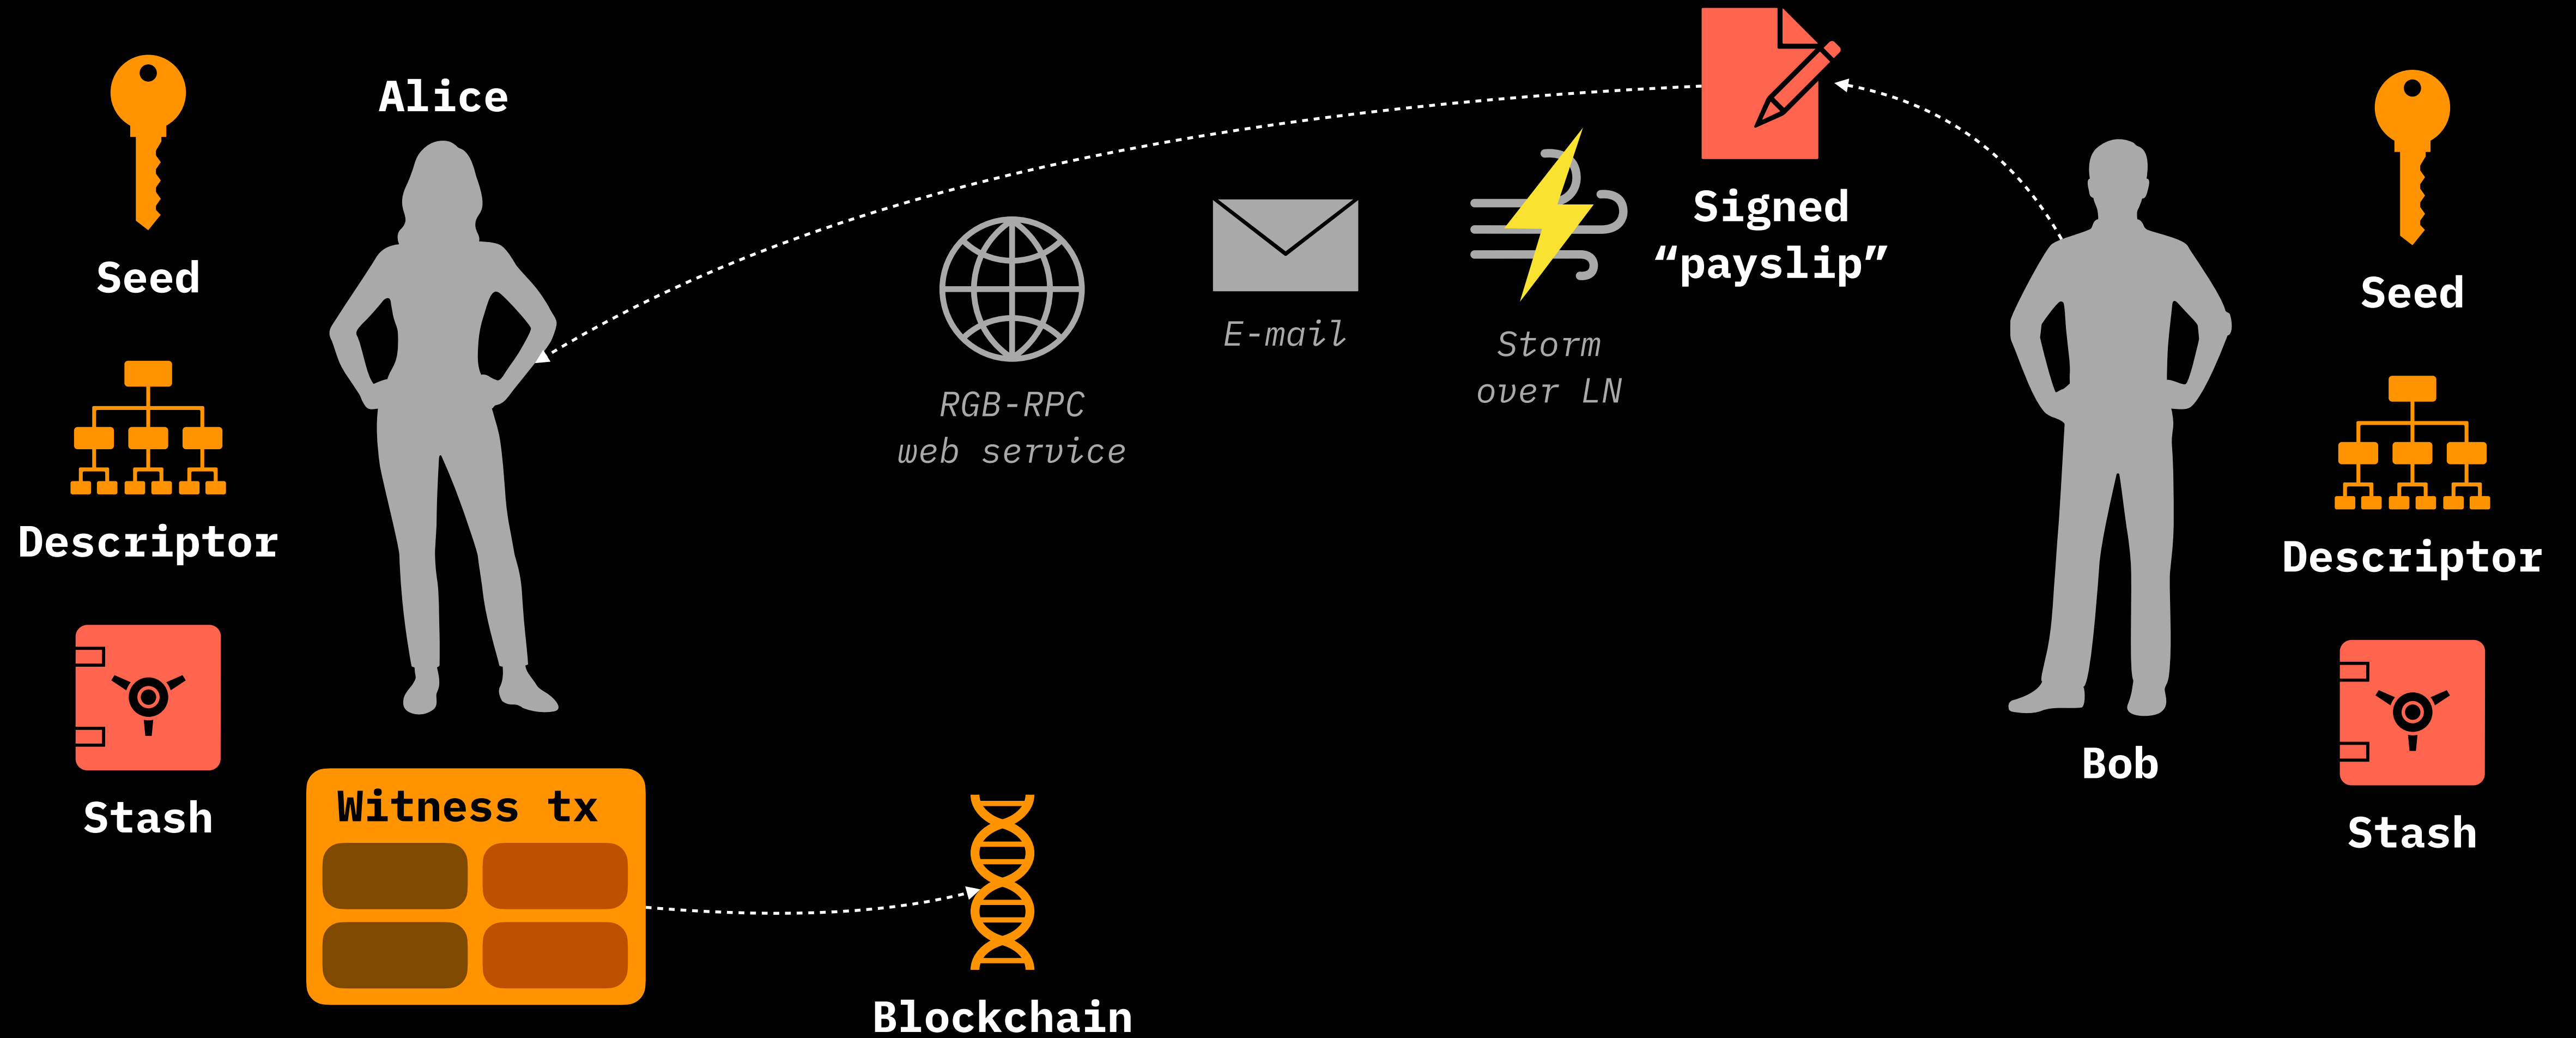 Alice
Seed
Descriptor
Stash
Witness tx
Blockchain
RGB-RPC
web service
E-mail
Storm
over LN
Signed
“payslip”
Bob
Seed
Descriptor
Stash